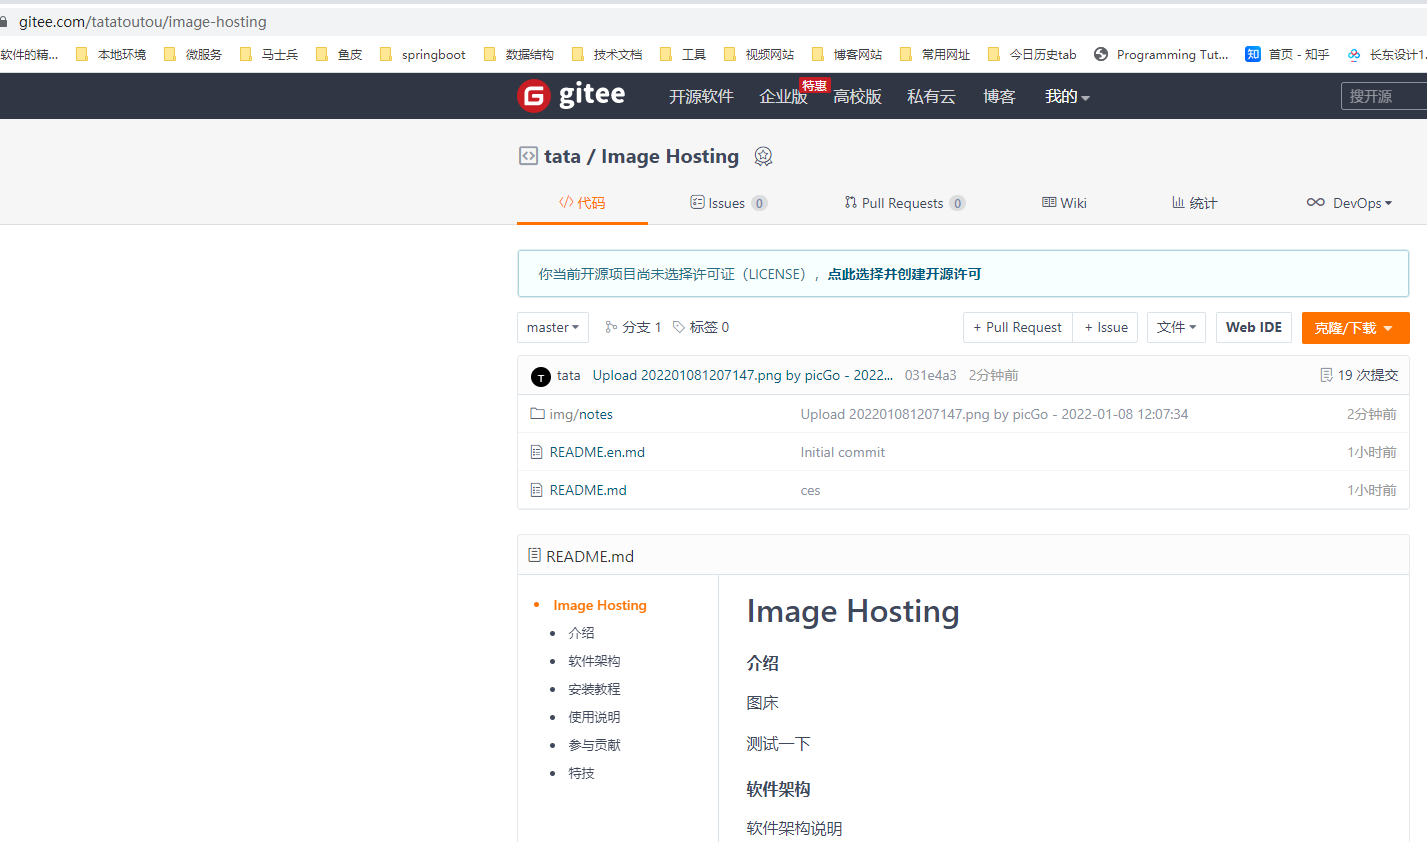 gitee.com/tatatoutou/image-hosting
软件的精... 本地环境 微服务 马士兵 鱼皮 springboot 数据结构 技术文档 工具 视频网站 博客网站 常用网址 今日历史tab Programming Tut... 知 首页 - 知乎 长东设计1.
G gitee 开源软件 企业版 特惠 高校版 私有云 博客 我的 搜开源
tata / Image Hosting
代码 Issues 0 Pull Requests 0 Wiki 统计 DevOps
你当前开源项目尚未选择许可证（LICENSE），点此选择并创建开源许可
master 分支 1 标签 0 + Pull Request + Issue 文件 Web IDE 克隆/下载
T tata Upload 202201081207147.png by picGo - 2022... 031e4a3 2分钟前 19 次提交
img/notes Upload 202201081207147.png by picGo - 2022-01-08 12:07:34 2分钟前
README.en.md Initial commit 1小时前
README.md ces 1小时前
README.md
Image Hosting
介绍
软件架构
安装教程
使用说明
参与贡献
特技
Image Hosting
介绍
图床
测试一下
软件架构
软件架构说明